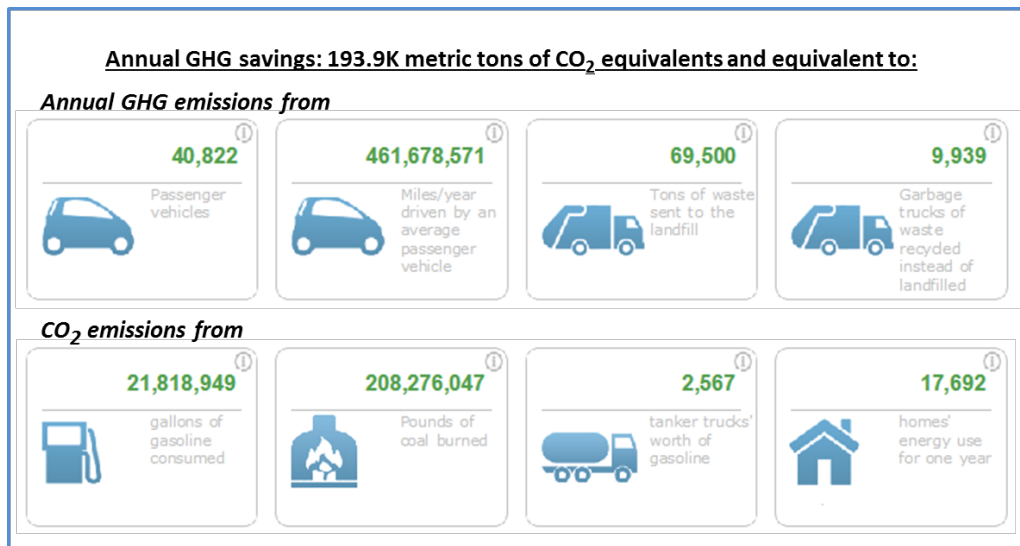 Annual GHG savings: 193.9K metric tons of CO2 equivalents and equivalent to:
Annual GHG emissions from
40,822
Passenger
vehicles
461,678,571
Miles/year
driven by an
average
passenger
vehicle
69,500
Tons of waste
sent to the
landfill
9,939
Garbage
trucks of
waste
recycled
instead of
landfilled
CO2 emissions from
21,818,949
gallons of
gasoline
consumed
208,276,047
Pounds of
coal burned
2,567
tanker trucks'
worth of
gasoline
17,692
homes'
energy use
for one year